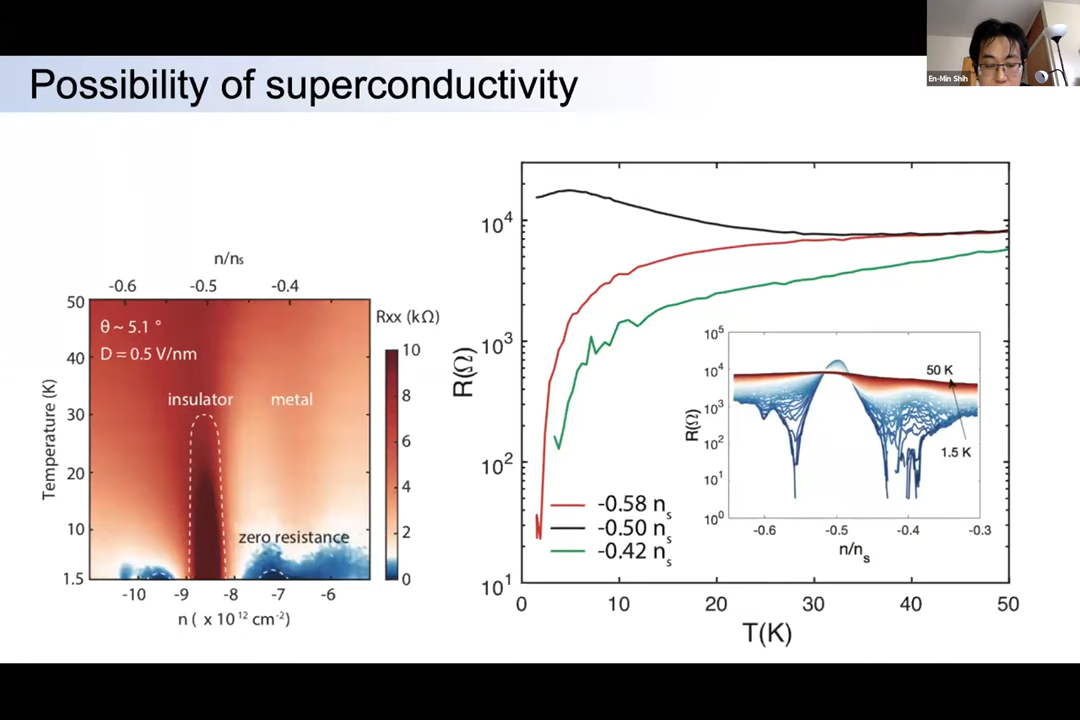 En-Min Shih
Possibility of superconductivity
n/ns
-0.6 -0.5 -0.4
θ ~ 5.1 °
D = 0.5 V/nm
insulator metal
zero resistance
50
40
30
20
10
1.5
Temperature (K)
-10 -9 -8 -7 -6
n ( x 10¹² cm⁻²)
Rxx (kΩ)
10
8
6
4
2
0
R(Ω)
10⁴
10³
10²
10¹
0 10 20 30 40 50
T(K)
-0.58 nₛ
-0.50 nₛ
-0.42 nₛ
R(Ω)
10⁵
10⁴
10³
10²
10¹
10⁰
50 K
1.5 K
-0.6 -0.5 -0.4 -0.3
n/nₛ